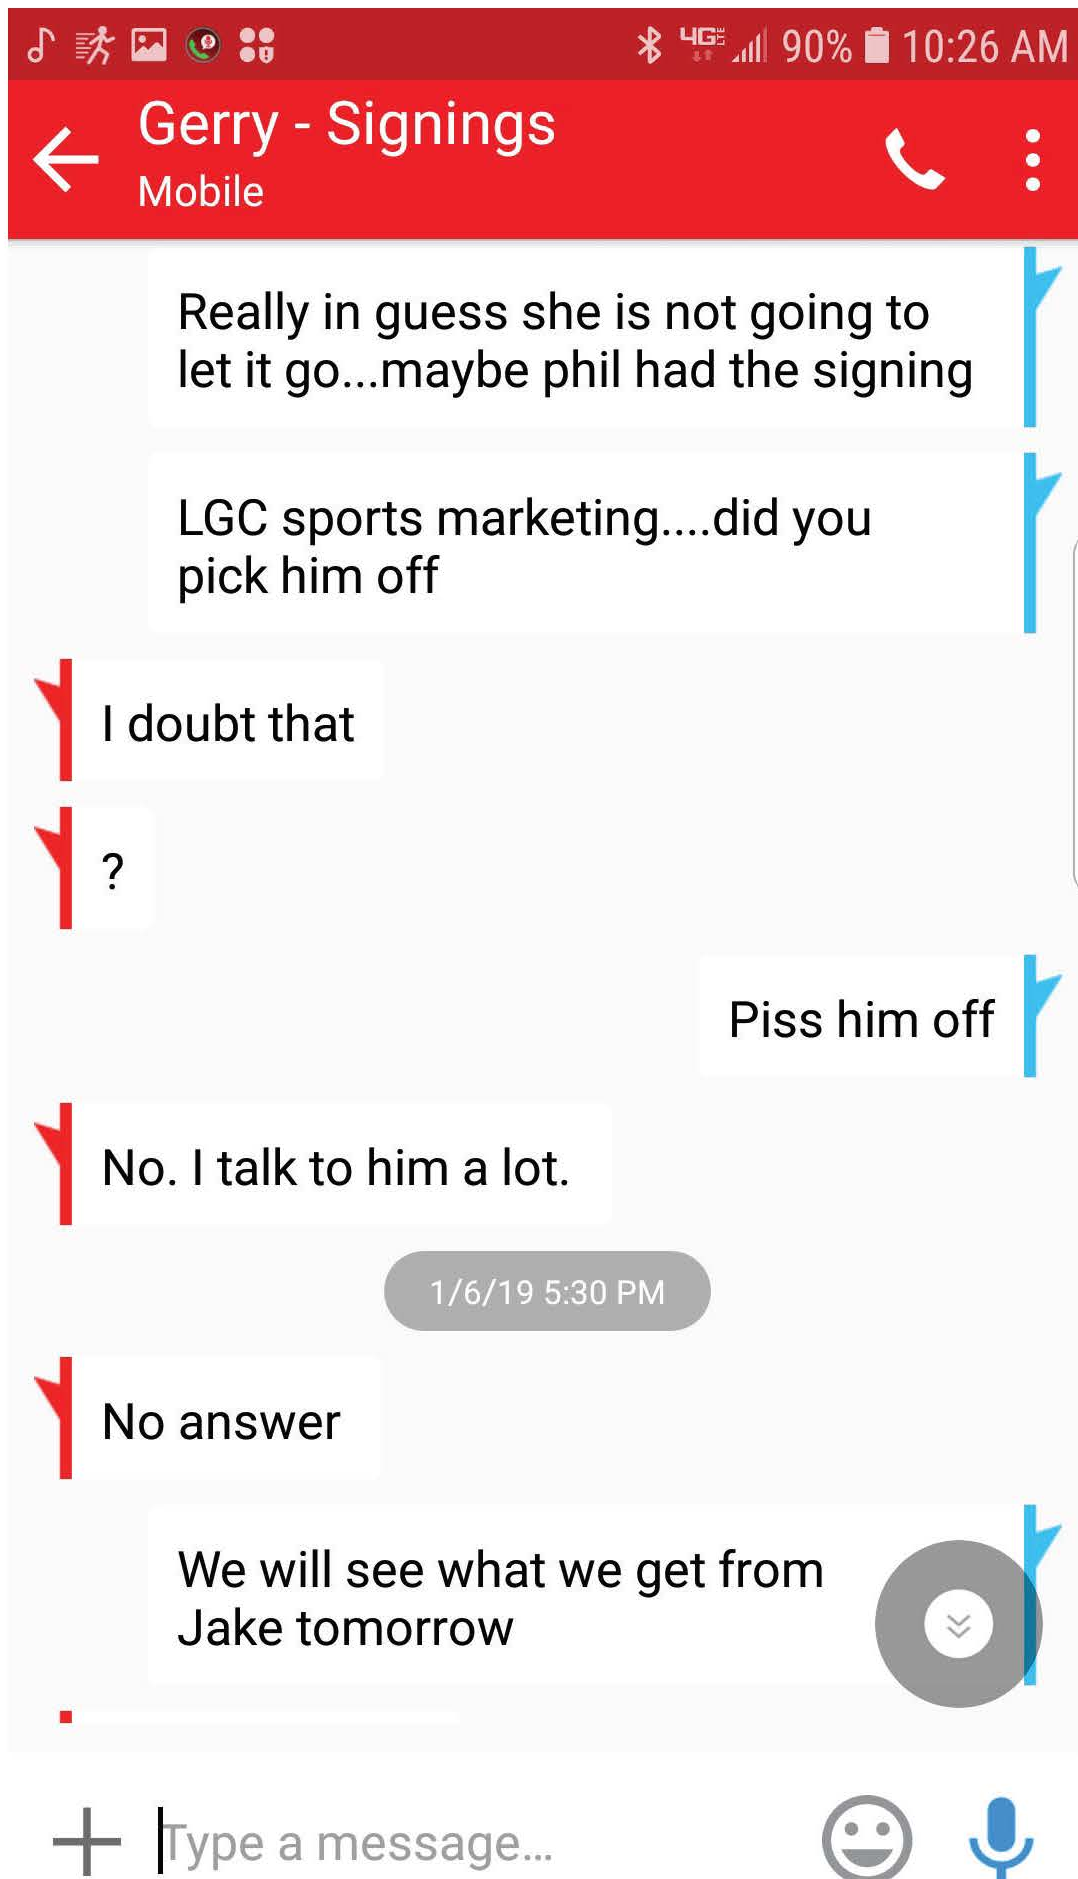 4G LTE 90% 10:26 AM
Gerry - Signings
Mobile
Really in guess she is not going to
let it go...maybe phil had the signing
LGC sports marketing....did you
pick him off
I doubt that
?
Piss him off
No. I talk to him a lot.
1/6/19 5:30 PM
No answer
We will see what we get from
Jake tomorrow
Type a message...